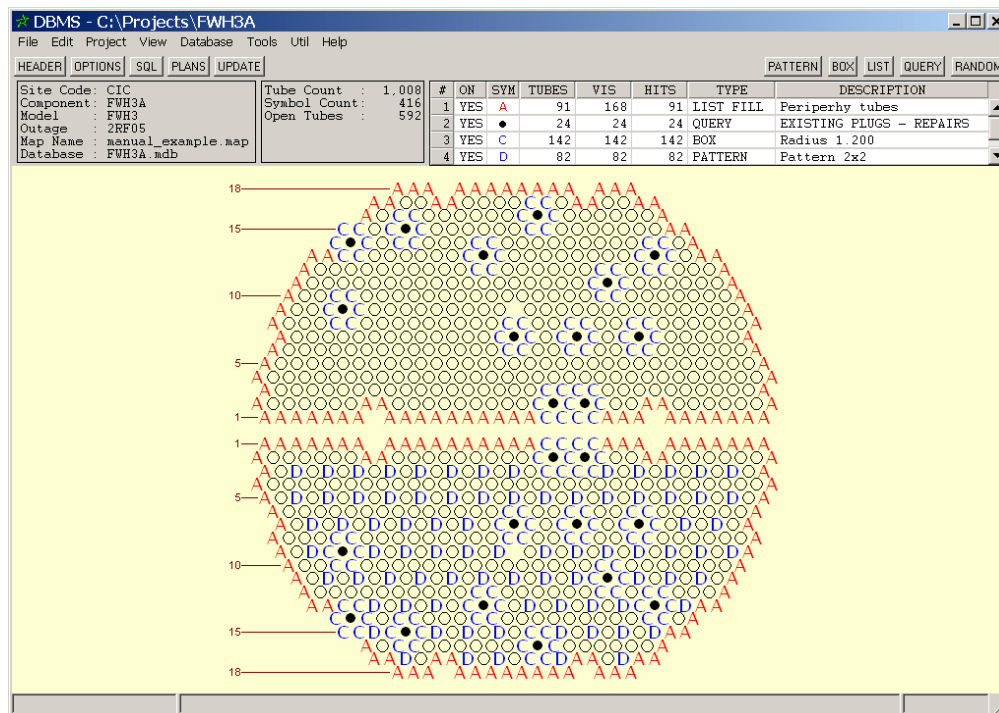 DBMS - C:\Projects\FWH3A
File Edit Project View Database Tools Util Help
HEADER OPTIONS SQL PLANS UPDATE PATTERN BOX LIST QUERY RANDOM
Site Code: CIC
Component: FWH3A
Model : FWH3
Outage : 2RF05
Map Name : manual_example.map
Database : FWH3A.mdb
Tube Count : 1,008
Symbol Count: 416
Open Tubes : 592
# ON SYM TUBES VIS HITS TYPE DESCRIPTION
1 YES A 91 168 91 LIST FILL Periperhy tubes
2 YES ● 24 24 24 QUERY EXISTING PLUGS - REPAIRS
3 YES C 142 142 142 BOX Radius 1.200
4 YES D 82 82 82 PATTERN Pattern 2x2
18
15
10
5
1
1
5
10
15
18